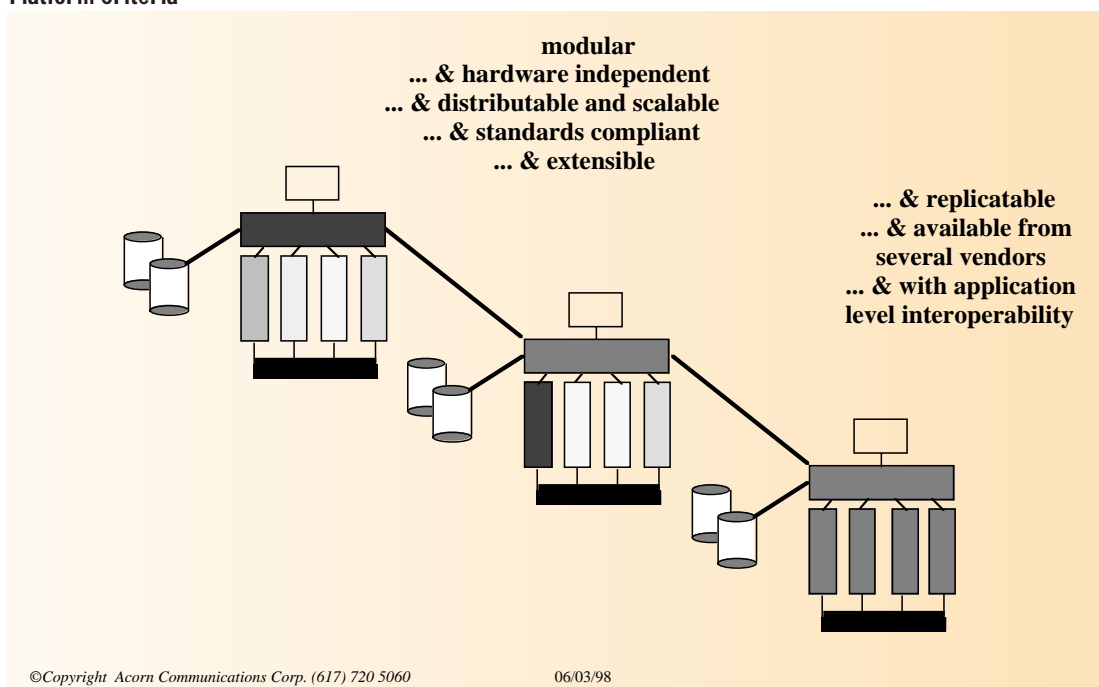 Platform Criteria
modular
... & hardware independent
... & distributable and scalable
... & standards compliant
... & extensible
... & replicatable
... & available from
several vendors
... & with application
level interoperability
©Copyright Acorn Communications Corp. (617) 720 5060
06/03/98